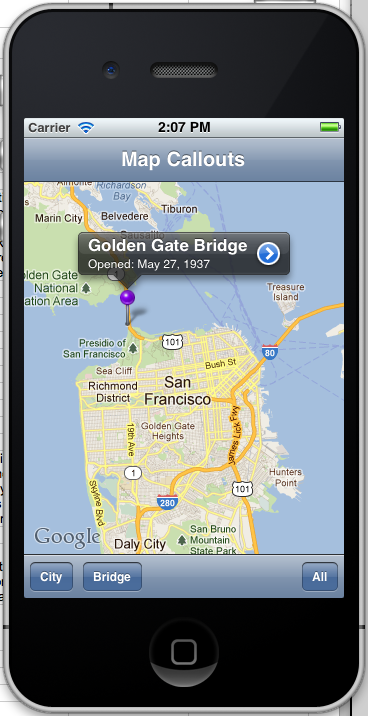 Carrier 2:07 PM
Map Callouts
Richardson
Bay
Marin City
Belvedere
Tiburon
Sausalito
Golden Gate Bridge
Opened: May 27, 1937
olden Gate
National
ation Area
Treasure
Island
Presidio of
San Francisco
101
Bush St
80
Sea Cliff
Richmond
District
San
Francisco
19th Ave
Golden Gate
Heights
James Lick Fwy
1
Hunters
Point
101
Skyline Blvd
280
Google
Daly City
San Bruno
Mountain
State Park
City
Bridge
All